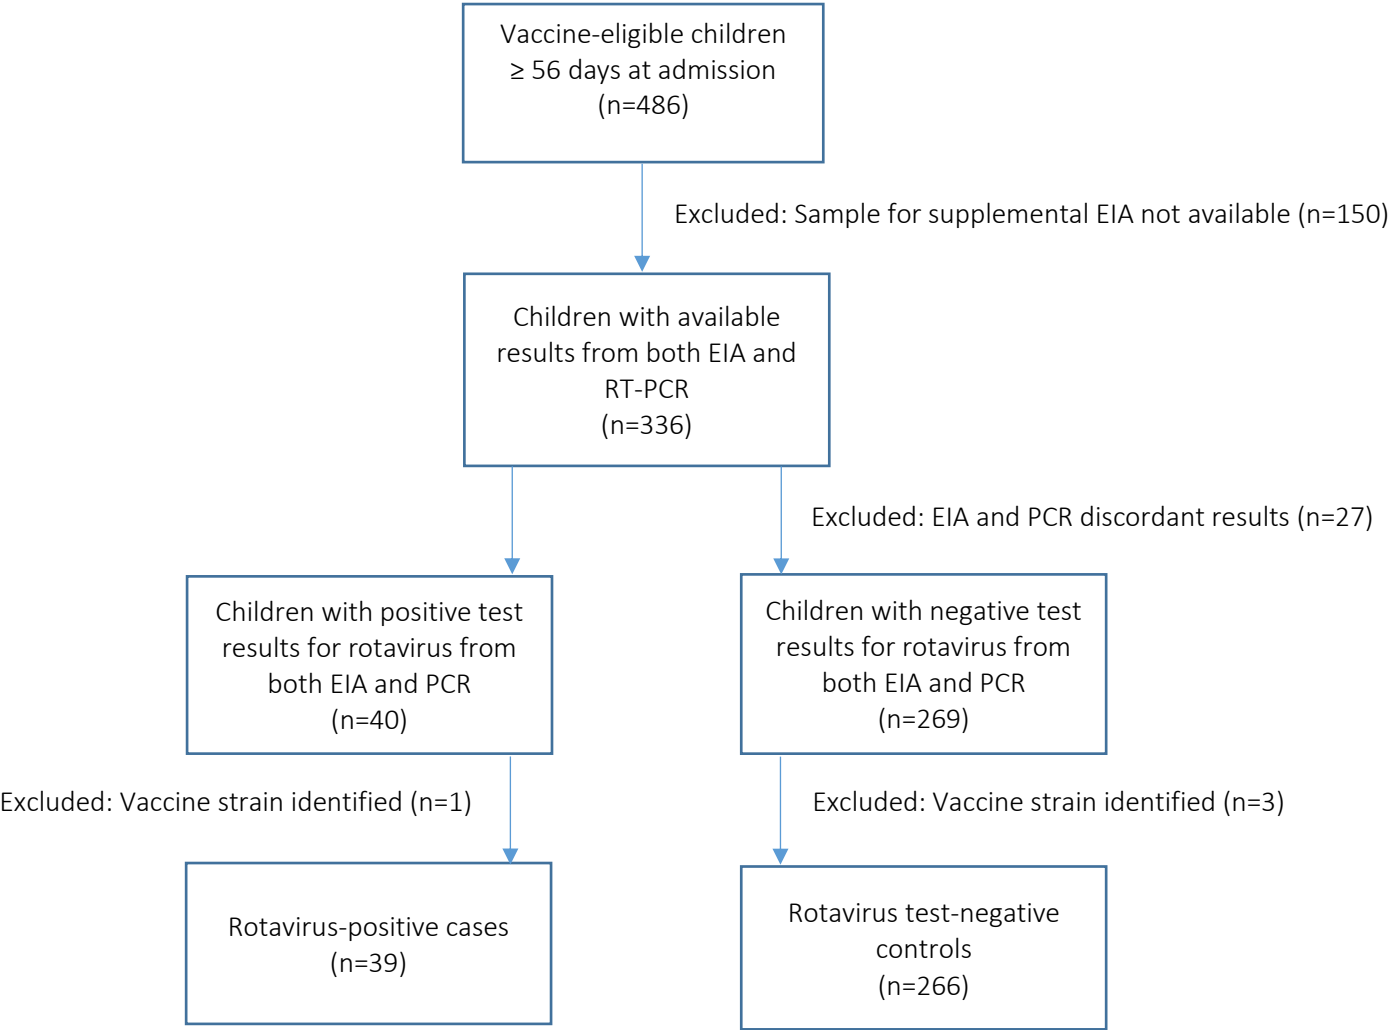 Vaccine-eligible children
≥ 56 days at admission
(n=486)
Excluded: Sample for supplemental EIA not available (n=150)
Children with available
results from both EIA and
RT-PCR
(n=336)
Excluded: EIA and PCR discordant results (n=27)
Children with positive test
results for rotavirus from
both EIA and PCR
(n=40)
Children with negative test
results for rotavirus from
both EIA and PCR
(n=269)
Excluded: Vaccine strain identified (n=1)
Excluded: Vaccine strain identified (n=3)
Rotavirus-positive cases
(n=39)
Rotavirus test-negative
controls
(n=266)